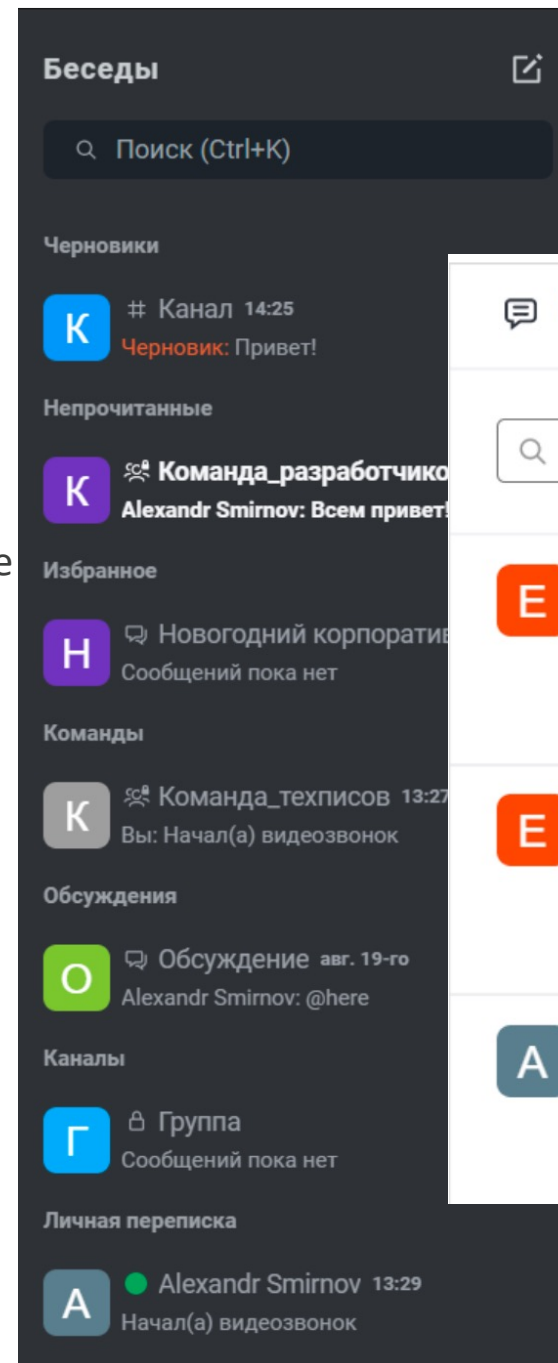 Беседы
Поиск (Ctrl+K)
Черновики
К
# Канал 14:25
Черновик: Привет!
Непрочитанные
К
Команда_разработчико
Alexandr Smirnov: Всем привет!
е
Избранное
Н
Новогодний корпоратив
Сообщений пока нет
Команды
К
Команда_техписов 13:27
Вы: Начал(а) видеозвонок
Обсуждения
О
Обсуждение авг. 19-го
Alexandr Smirnov: @here
Каналы
Г
Группа
Сообщений пока нет
Личная переписка
А
Alexandr Smirnov 13:29
Начал(а) видеозвонок
E
E
A